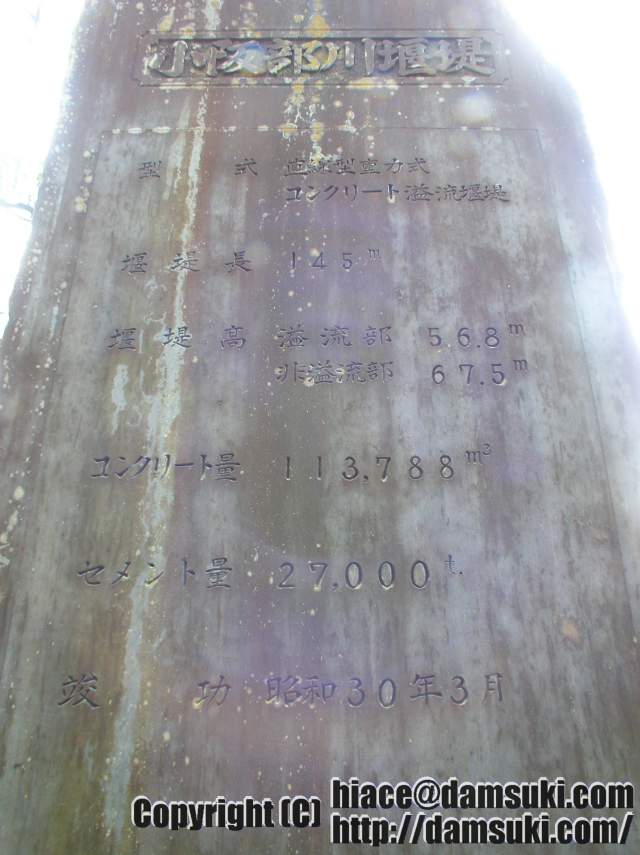 小阪部川堰堤
型式 直線型重力式
コンクリート溢流堰堤
堰堤長 145m
堰堤高 溢流部 56.8m
非溢流部 67.5m
コンクリート量 113,788m³
セメント量 27,000t.
竣功 昭和30年3月
Copyright (C) hiace@damsuki.com
http://damsuki.com/